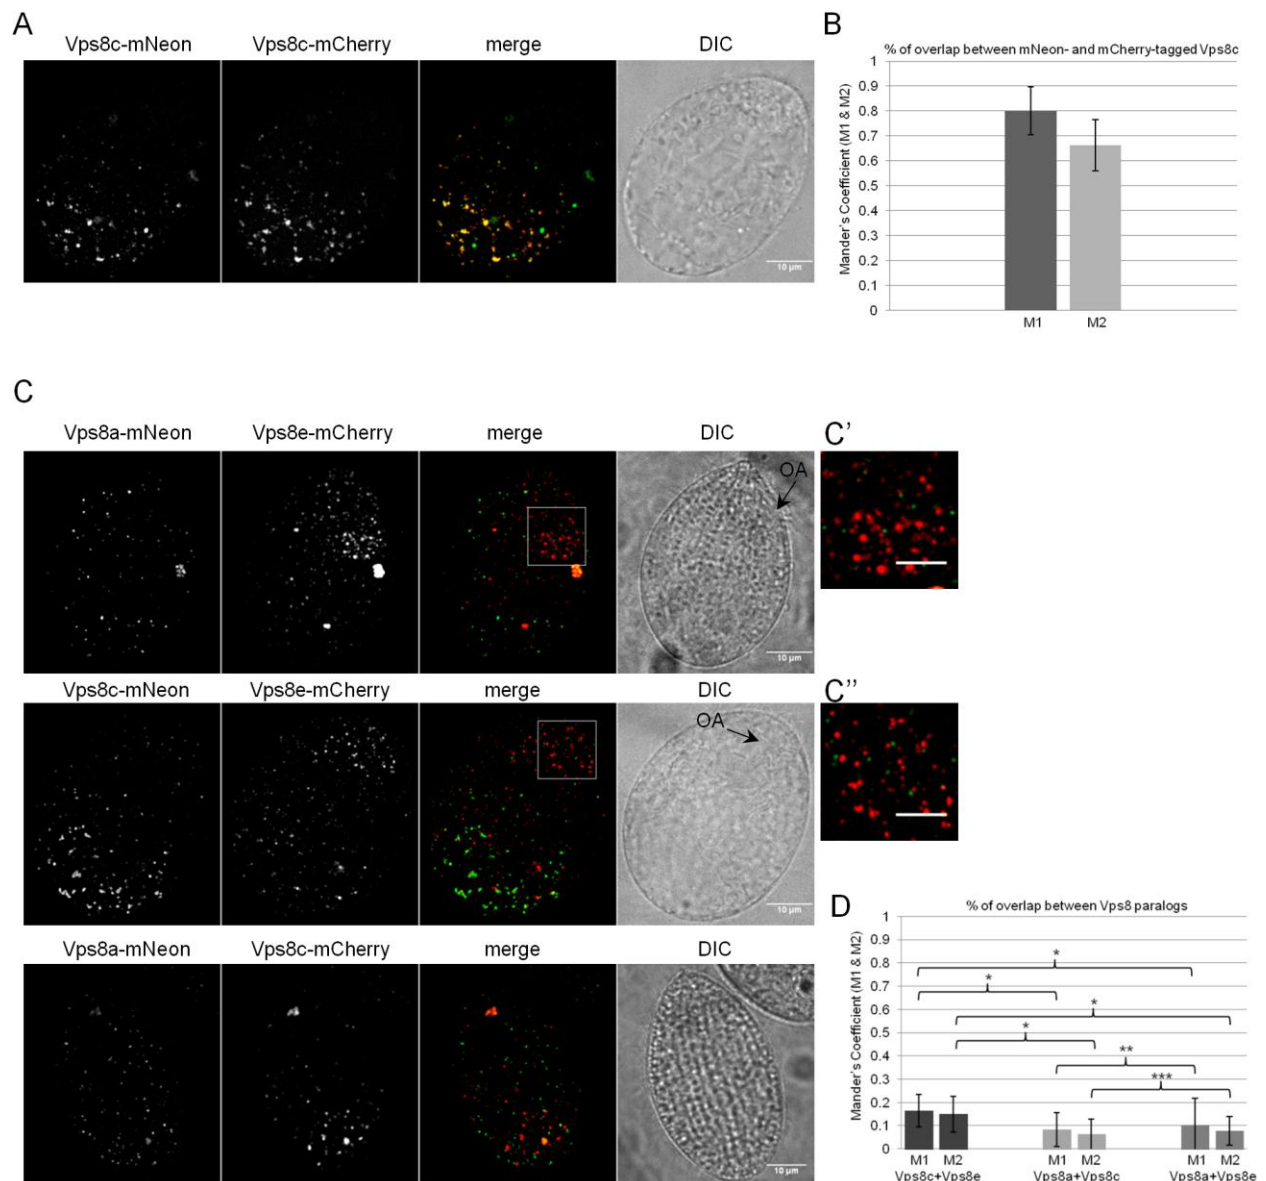 A
Vps8c-mNeon Vps8c-mCherry merge DIC
10 µm
B
% of overlap between mNeon- and mCherry-tagged Vps8c
Mander's Coefficient (M1 & M2)
1
0.9
0.8
0.7
0.6
0.5
0.4
0.3
0.2
0.1
0
M1 M2
C
Vps8a-mNeon Vps8e-mCherry merge DIC
OA
10 µm
C'
Vps8c-mNeon Vps8e-mCherry merge DIC
OA
10 µm
C''
Vps8a-mNeon Vps8c-mCherry merge DIC
10 µm
D
% of overlap between Vps8 paralogs
Mander's Coefficient (M1 & M2)
1
0.9
0.8
0.7
0.6
0.5
0.4
0.3
0.2
0.1
0
*
*
*
*
**
***
M1 M2 M1 M2 M1 M2
Vps8c+Vps8e Vps8a+Vps8c Vps8a+Vps8e